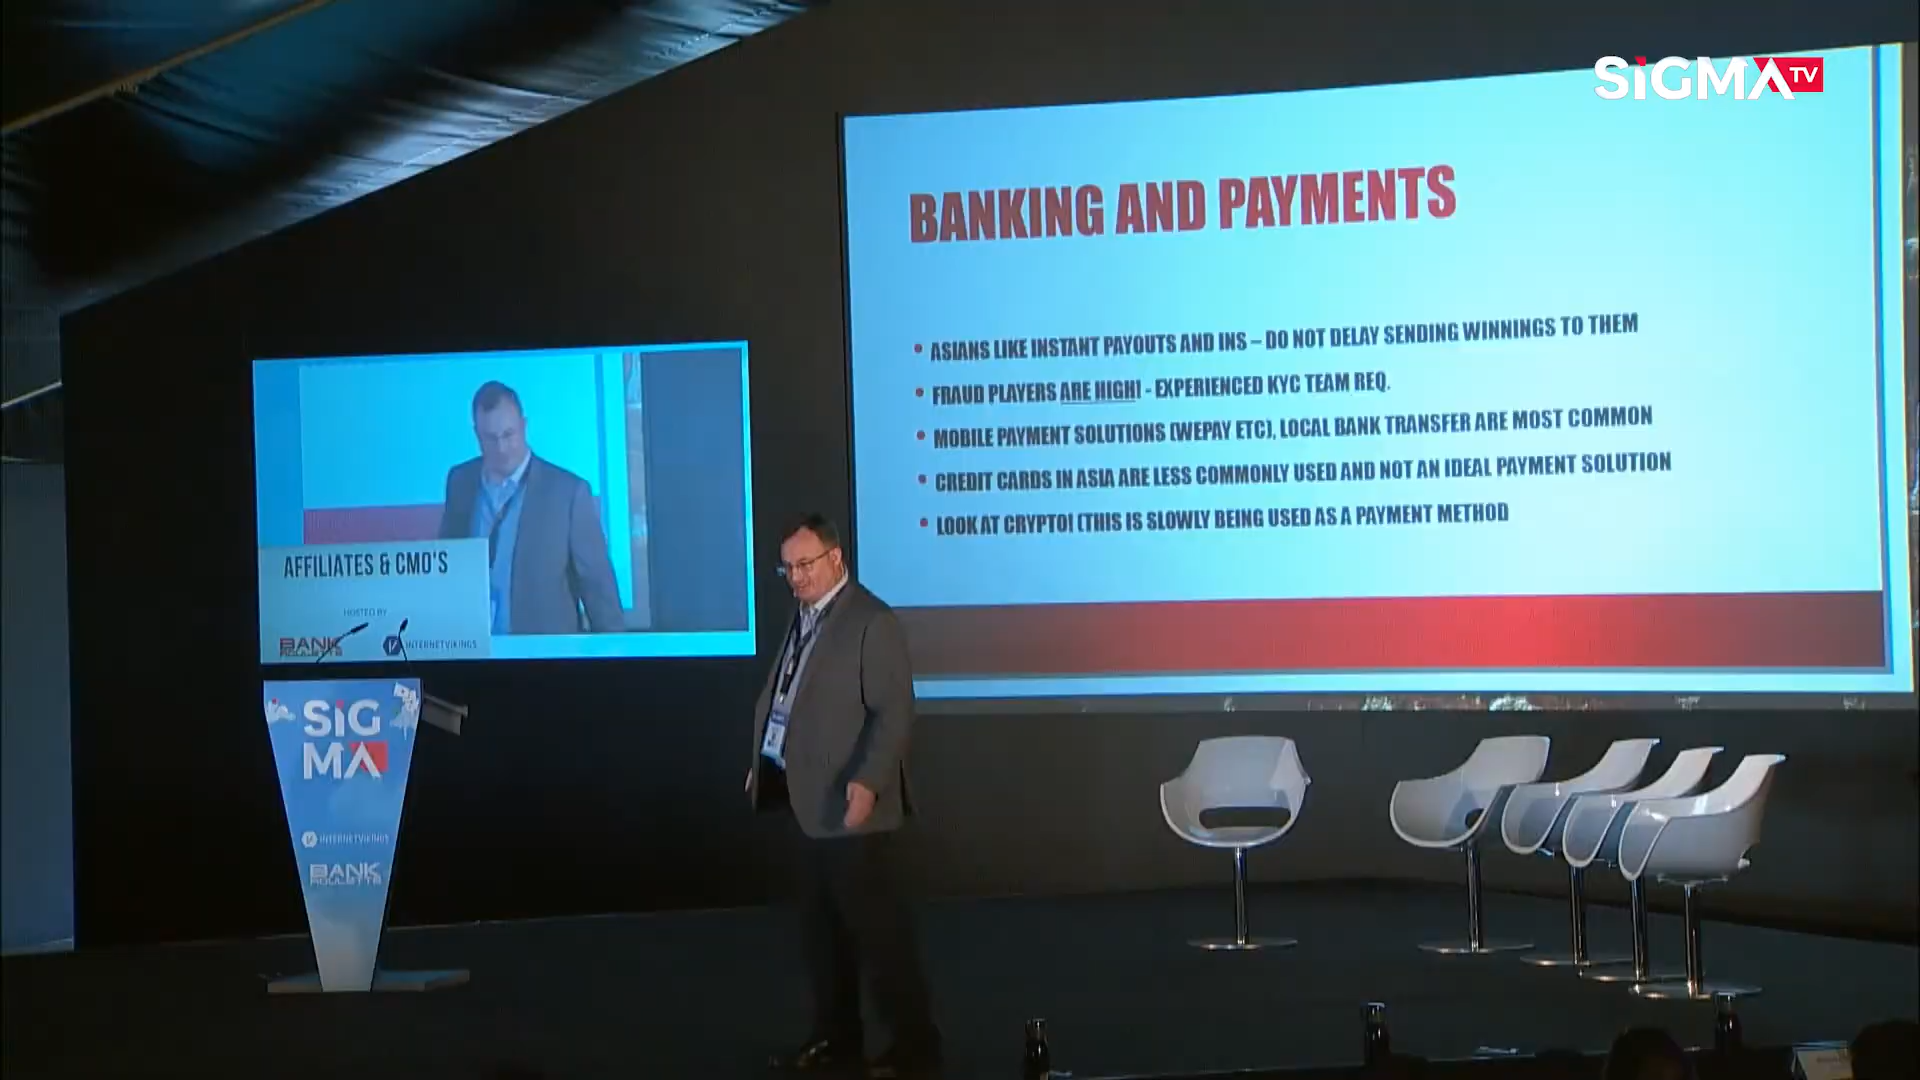 SiGMA TV
BANKING AND PAYMENTS
• ASIANS LIKE INSTANT PAYOUTS AND INS – DO NOT DELAY SENDING WINNINGS TO THEM
• FRAUD PLAYERS ARE HIGH! - EXPERIENCED KYC TEAM REQ.
• MOBILE PAYMENT SOLUTIONS (WEPAY ETC), LOCAL BANK TRANSFER ARE MOST COMMON
• CREDIT CARDS IN ASIA ARE LESS COMMONLY USED AND NOT AN IDEAL PAYMENT SOLUTION
• LOOK AT CRYPTO! (THIS IS SLOWLY BEING USED AS A PAYMENT METHOD
AFFILIATES & CMO'S
HOSTED BY
BANK ROULETTE
INTERNETVIKINGS
SiG
MA
INTERNETVIKINGS
BANK
ROULETTE